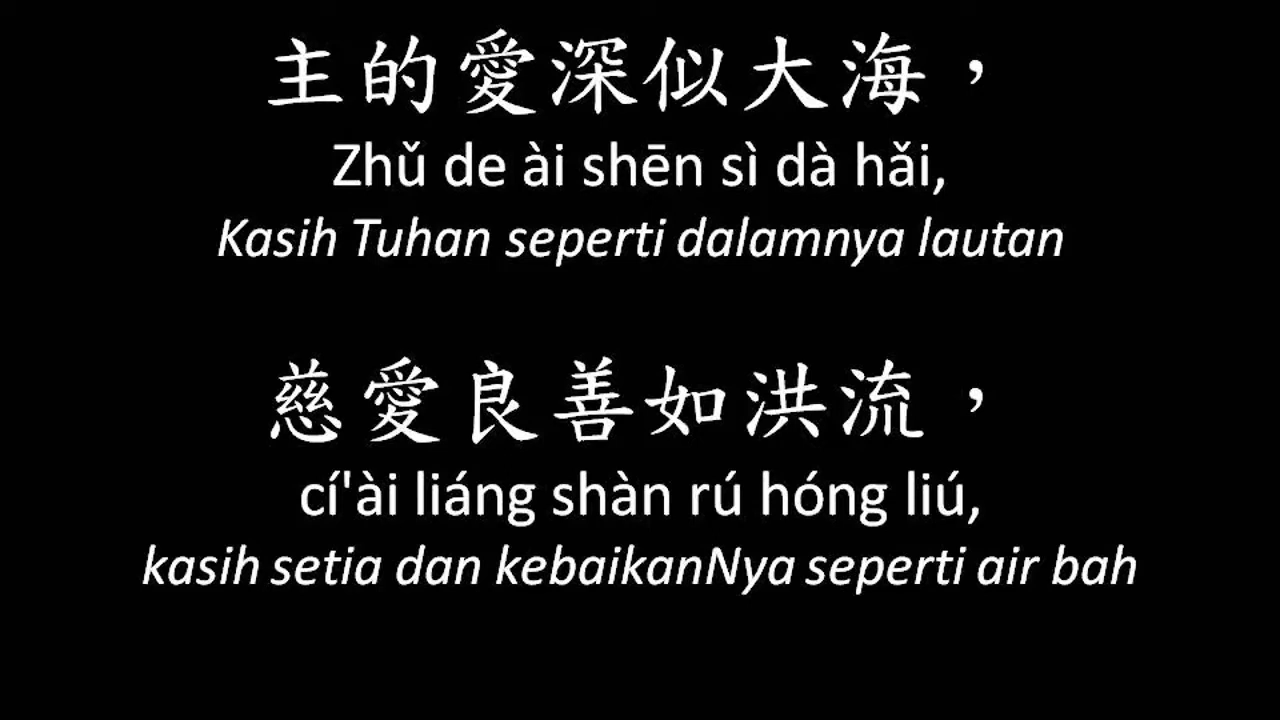 主的愛深似大海，
Zhǔ de ài shēn sì dà hǎi,
Kasih Tuhan seperti dalamnya lautan
慈愛良善如洪流，
cí'ài liáng shàn rú hóng liú,
kasih setia dan kebaikanNya seperti air bah